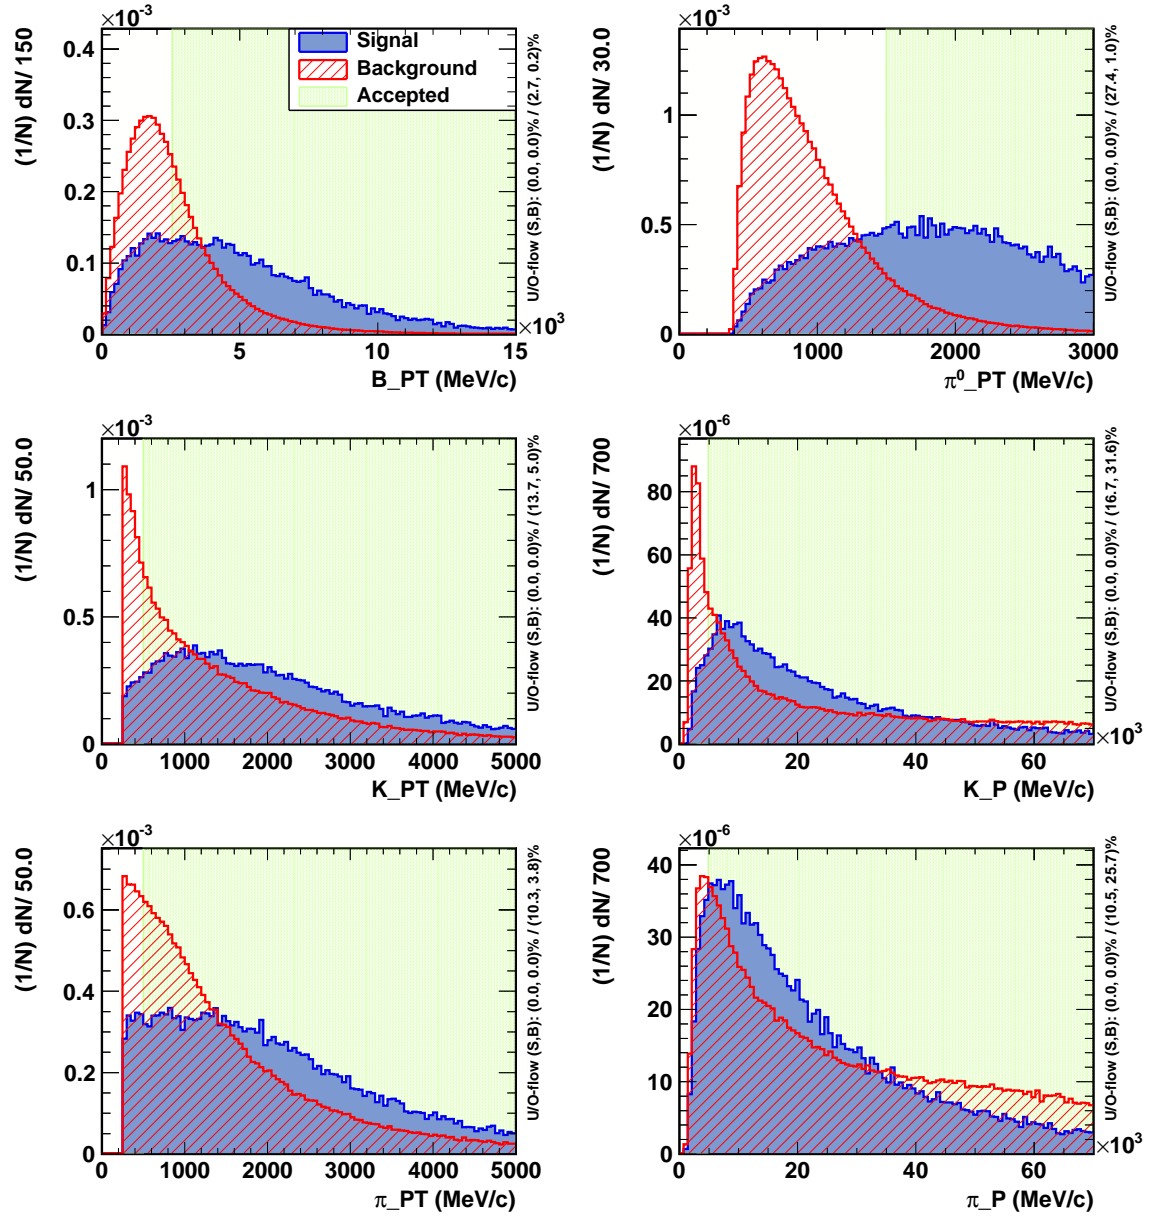 ×10⁻³
(1/N) dN/ 150
0.4
0.3
0.2
0.1
0
0
5
10
15
×10³
B_PT (MeV/c)
U/O-flow (S,B): (0.0, 0.0)% / (2.7, 0.2)%
Signal
Background
Accepted
×10⁻³
(1/N) dN/ 30.0
1
0.5
0
0
1000
2000
3000
π⁰_PT (MeV/c)
U/O-flow (S,B): (0.0, 0.0)% / (27.4, 1.0)%
×10⁻³
(1/N) dN/ 50.0
1
0.5
0
0
1000
2000
3000
4000
5000
K_PT (MeV/c)
U/O-flow (S,B): (0.0, 0.0)% / (13.7, 5.0)%
×10⁻⁶
(1/N) dN/ 700
80
60
40
20
0
0
20
40
60
×10³
K_P (MeV/c)
U/O-flow (S,B): (0.0, 0.0)% / (16.7, 31.6)%
×10⁻³
(1/N) dN/ 50.0
0.6
0.4
0.2
0
0
1000
2000
3000
4000
5000
π_PT (MeV/c)
U/O-flow (S,B): (0.0, 0.0)% / (10.3, 3.8)%
×10⁻⁶
(1/N) dN/ 700
40
30
20
10
0
0
20
40
60
×10³
π_P (MeV/c)
U/O-flow (S,B): (0.0, 0.0)% / (10.5, 25.7)%